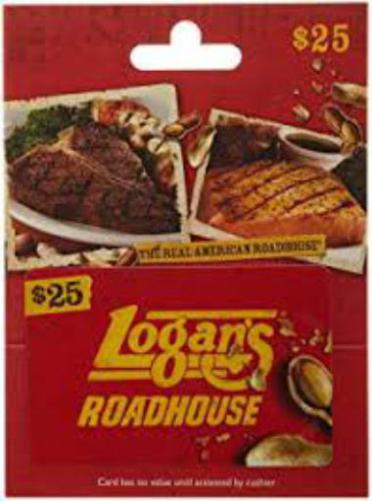 $25
THE REAL AMERICAN ROADHOUSE®
$25
Logan's
ROADHOUSE
Card has no value until activated by cashier